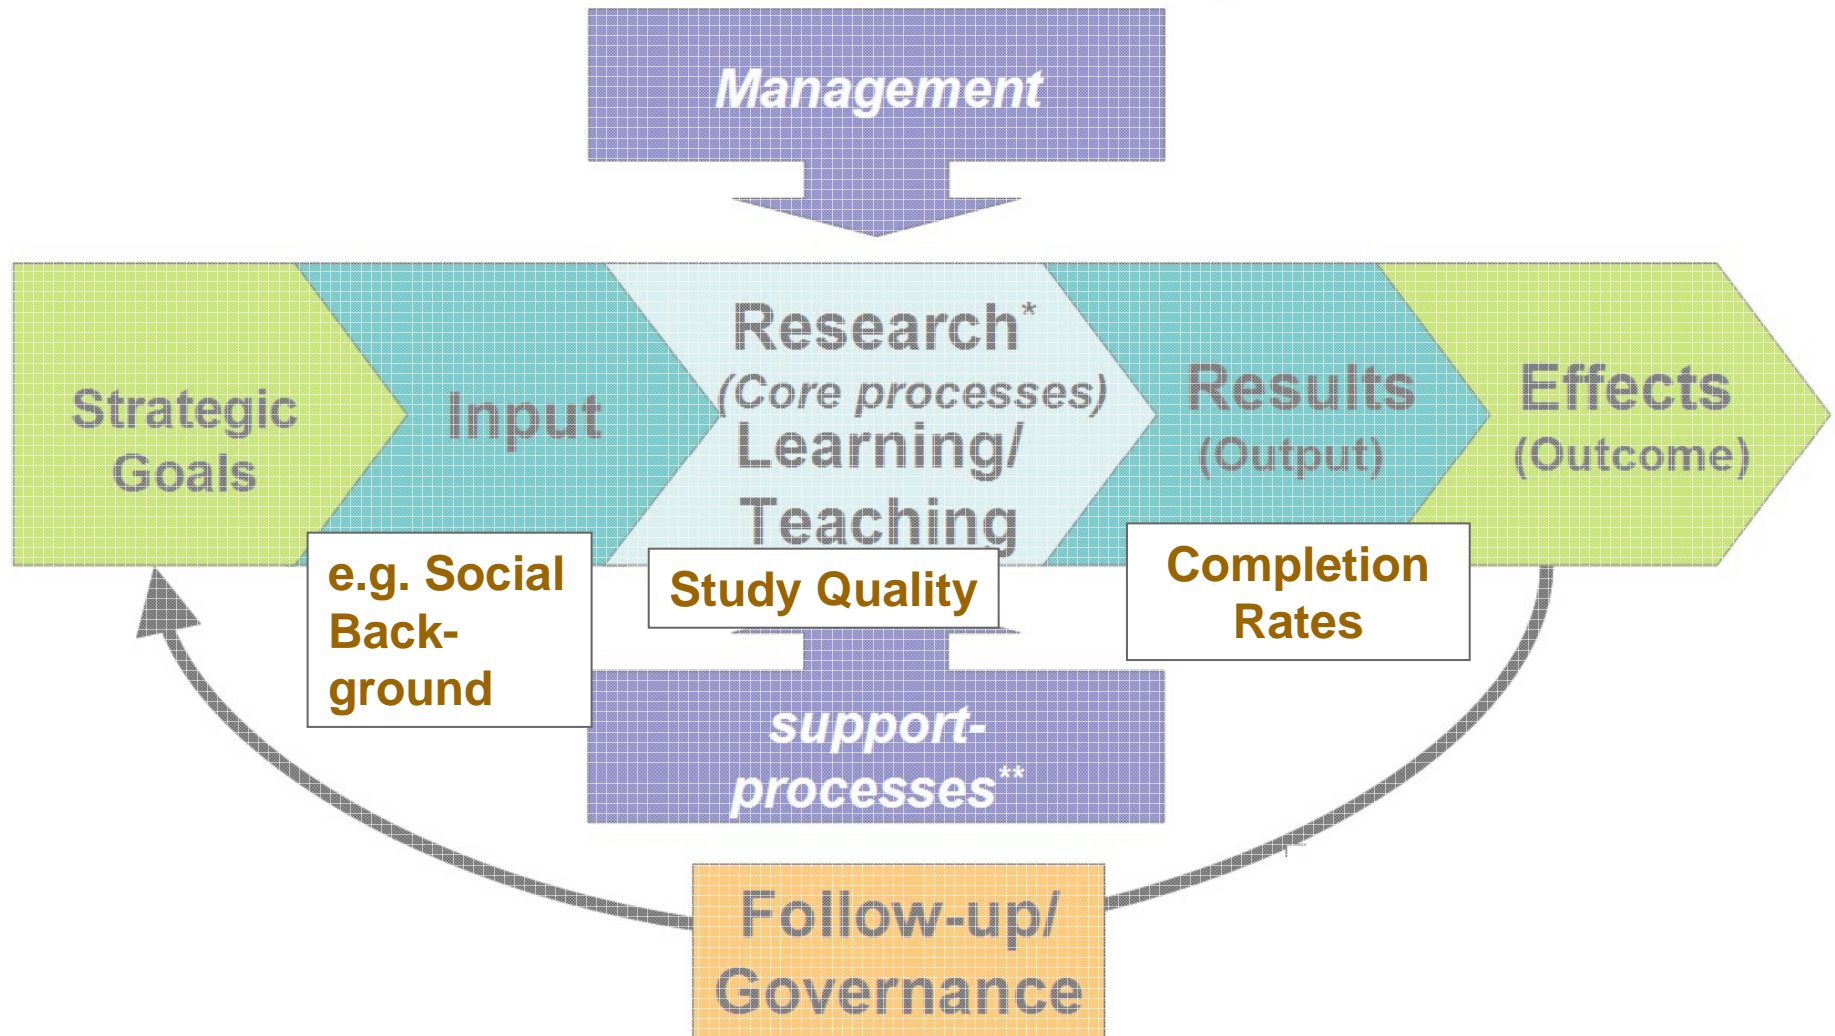 Management
Strategic
Goals
Input
Research*
(Core processes)
Learning/
Teaching
Results
(Output)
Effects
(Outcome)
e.g. Social
Back-
ground
Study Quality
Completion
Rates
support-
processes**
Follow-up/
Governance